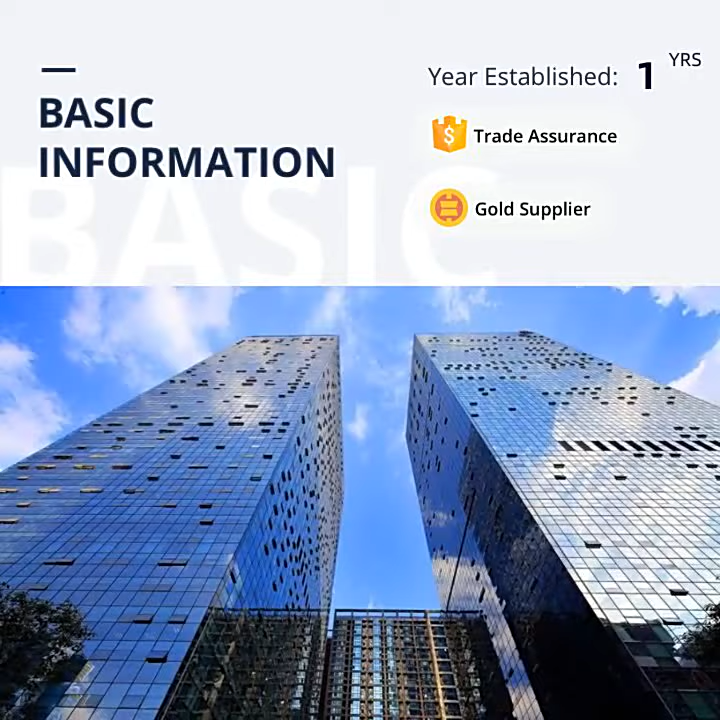 BASIC
INFORMATION
BASIC
Year Established: 1 YRS
Trade Assurance
Gold Supplier